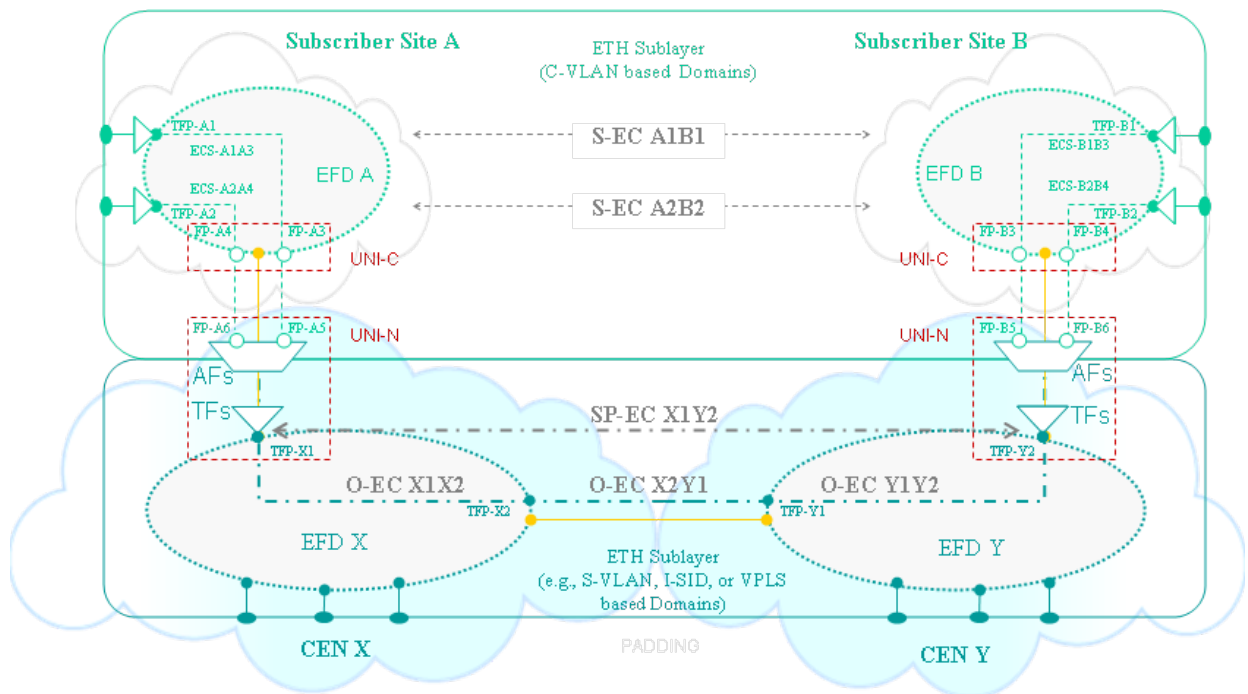 Subscriber Site A
ETH Sublayer
(C-VLAN based Domains)
Subscriber Site B
TFP-A1
ECS-A1A3
EFD A
ECS-A2A4
TFP-A2
FP-A4
FP-A3
UNI-C
S-EC A1B1
S-EC A2B2
TFP-B1
ECS-B1B3
EFD B
ECS-B2B4
TFP-B2
FP-B3
FP-B4
UNI-C
FP-A6
FP-A5
UNI-N
AFs
TFs
TFP-X1
UNI-N
FP-B5
FP-B6
AFs
TFs
TFP-Y2
SP-EC X1Y2
O-EC X1X2
O-EC X2Y1
O-EC Y1Y2
TFP-X2
TFP-Y1
EFD X
EFD Y
ETH Sublayer
(e.g., S-VLAN, I-SID, or VPLS
based Domains)
CEN X
PADDING
CEN Y